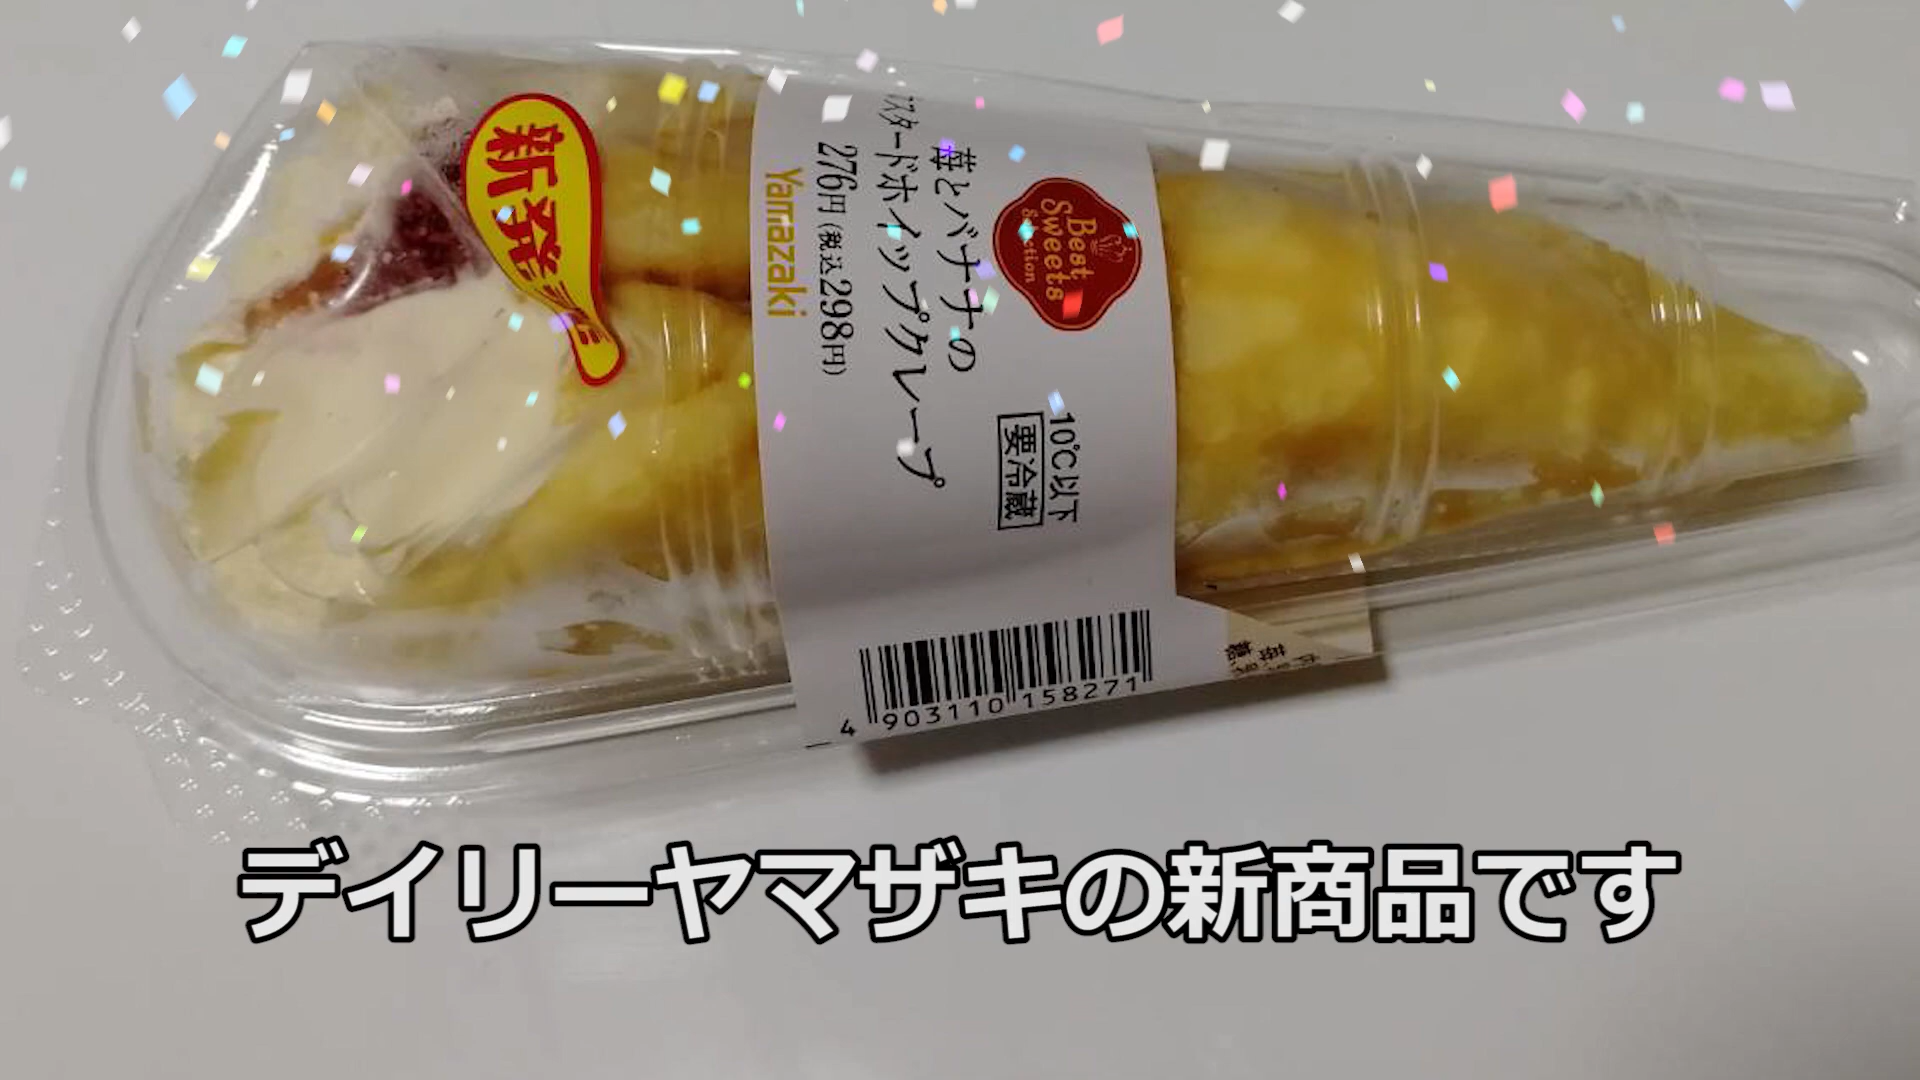 新発売
Best
Sweets
Selection
苺とバナナの
スタードホイップクレープ
276円(税込298円)
Yamazaki
10℃以下
要冷蔵
4 903110 158271
デイリーヤマザキの新商品です